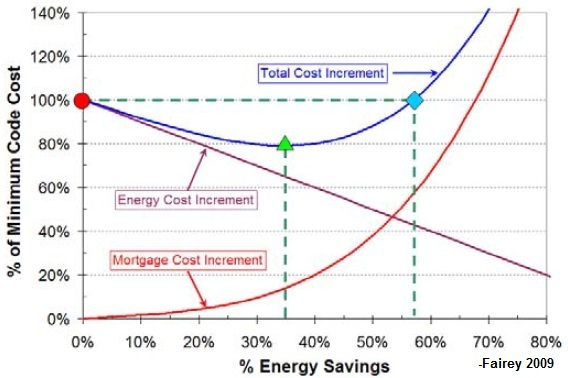 140%
120%
100%
80%
60%
40%
20%
0%
% of Minimum Code Cost
Total Cost Increment
Energy Cost Increment
Mortgage Cost Increment
0% 10% 20% 30% 40% 50% 60% 70% 80%
% Energy Savings
-Fairey 2009